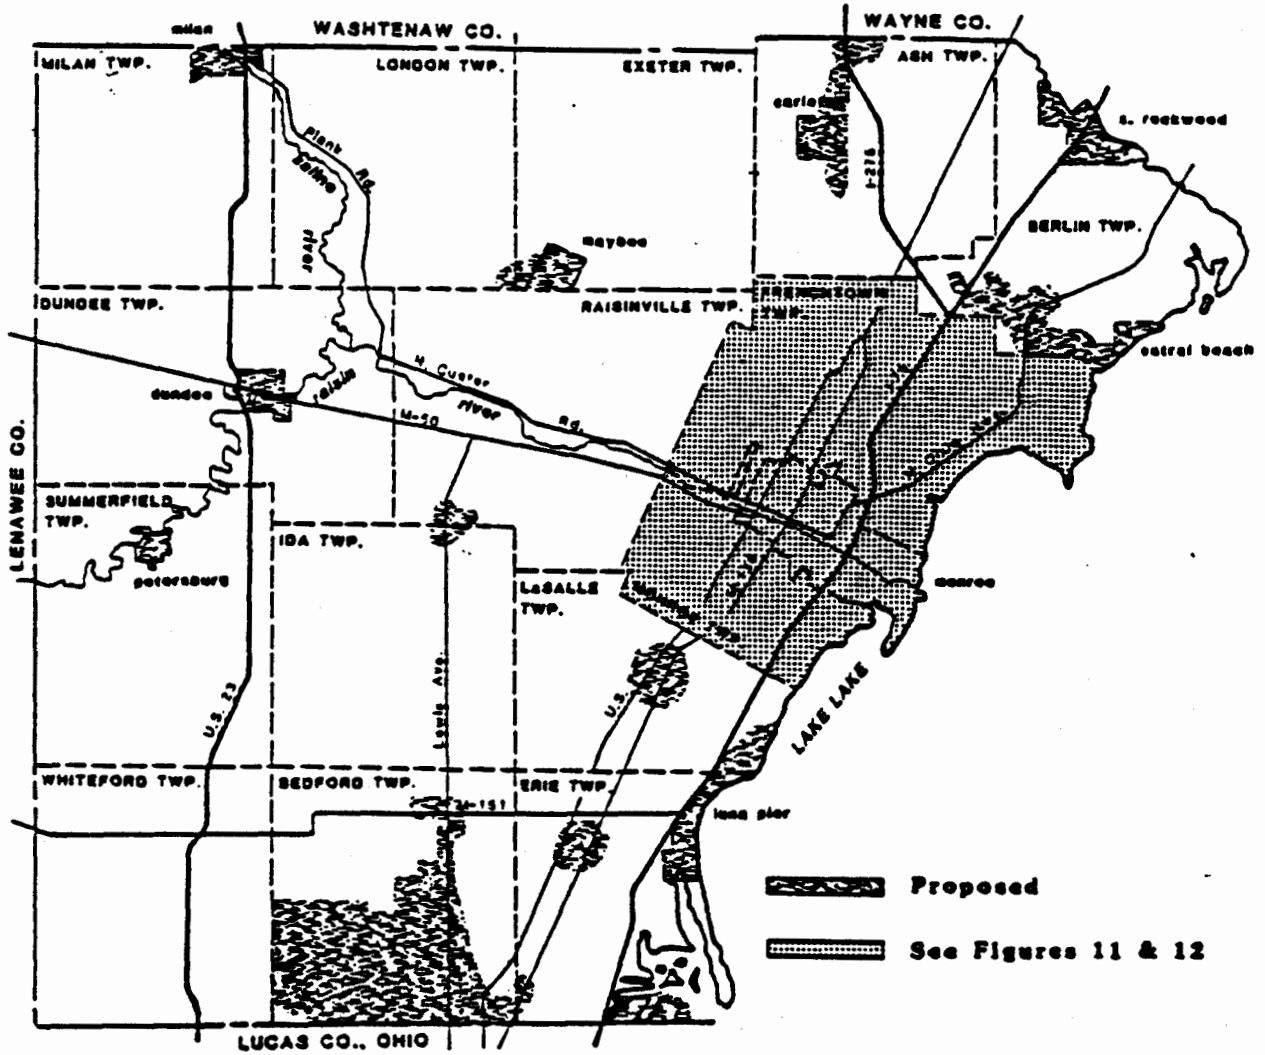 WASHTENAW CO.
WAYNE CO.
milan
MILAN TWP.
LONDON TWP.
EXETER TWP.
ASH TWP.
s. rockwood
Plank
Rd.
saline
river
I-275
BERLIN TWP.
maybee
DUNDEE TWP.
RAISINVILLE TWP.
FRENCHTOWN
TWP.
estral beach
dundee
raisin
N. Custer
river
Rd.
M-50
LENAWEE CO.
SUMMERFIELD
TWP.
IDA TWP.
petersburg
LaSALLE
TWP.
monroe
Lewis Ave.
U.S. 23
U.S.
LAKE LAKE
WHITEFORD TWP.
BEDFORD TWP.
ERIE TWP.
M-151
luna pier
Proposed
See Figures 11 & 12
LUCAS CO., OHIO